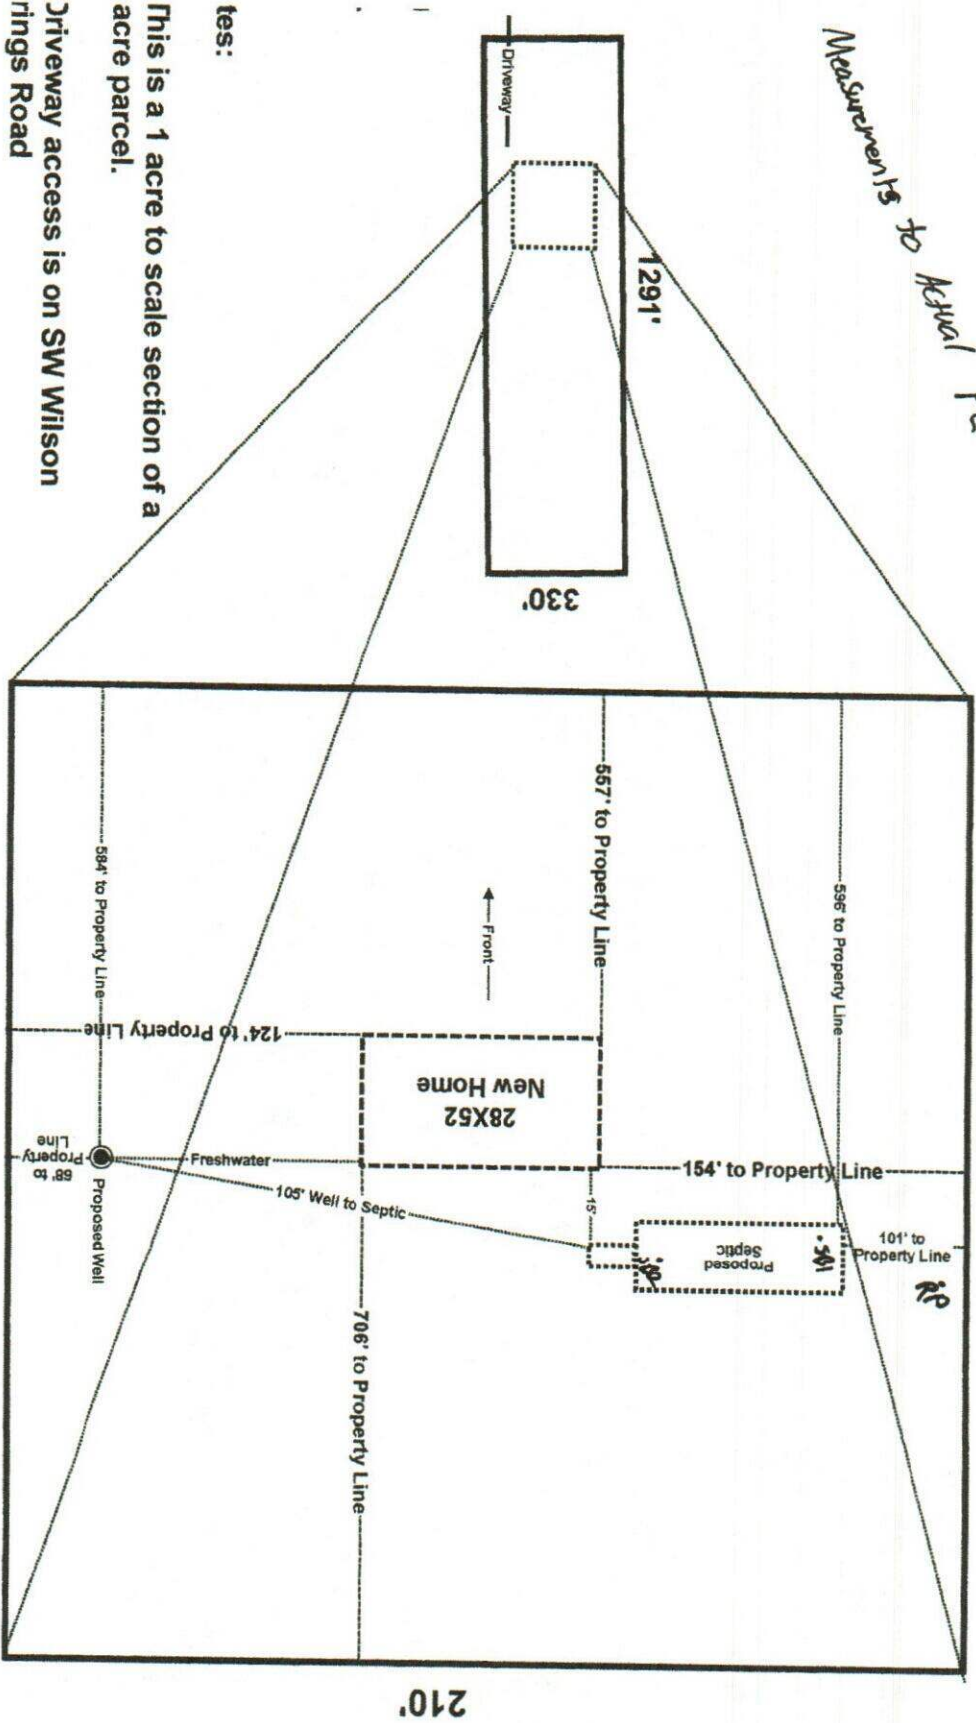 Measurements to Actual
Driveway
1291'
330'
tes:
This is a 1 acre to scale section of a
acre parcel.
Driveway access is on SW Wilson
rings Road
596' to Property Line
557' to Property Line
584' to Property Line
Front
124' to Property Line
28X52
New Home
154' to Property Line
Freshwater
105' Well to Septic
15'
68' to
Property
Line
Proposed Well
Proposed
Septic
101' to
Property Line
706' to Property Line
210'